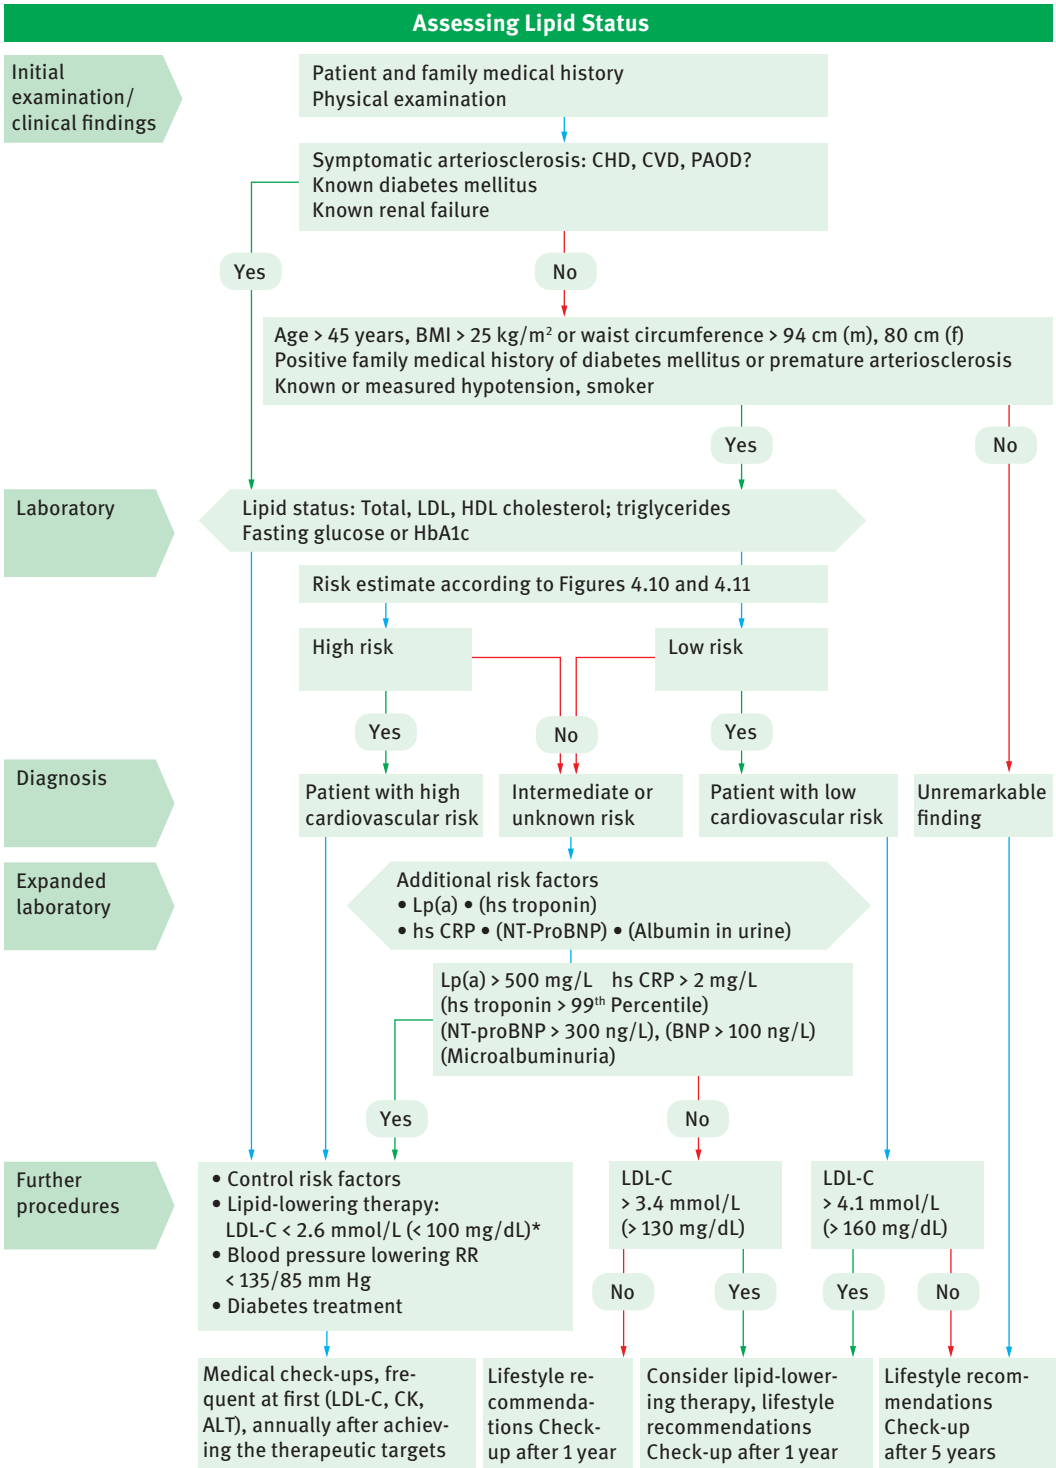 Assessing Lipid Status
Initial
examination/
clinical findings
Patient and family medical history
Physical examination
Symptomatic arteriosclerosis: CHD, CVD, PAOD?
Known diabetes mellitus
Known renal failure
Yes
No
Age > 45 years, BMI > 25 kg/m² or waist circumference > 94 cm (m), 80 cm (f)
Positive family medical history of diabetes mellitus or premature arteriosclerosis
Known or measured hypotension, smoker
Yes
No
Laboratory
Lipid status: Total, LDL, HDL cholesterol; triglycerides
Fasting glucose or HbA1c
Risk estimate according to Figures 4.10 and 4.11
High risk
Low risk
Yes
No
Yes
Diagnosis
Patient with high
cardiovascular risk
Intermediate or
unknown risk
Patient with low
cardiovascular risk
Unremarkable
finding
Expanded
laboratory
Additional risk factors
• Lp(a) • (hs troponin)
• hs CRP • (NT-ProBNP) • (Albumin in urine)
Lp(a) > 500 mg/L hs CRP > 2 mg/L
(hs troponin > 99th Percentile)
(NT-proBNP > 300 ng/L), (BNP > 100 ng/L)
(Microalbuminuria)
Yes
No
Further
procedures
• Control risk factors
• Lipid-lowering therapy:
LDL-C < 2.6 mmol/L (< 100 mg/dL)*
• Blood pressure lowering RR
< 135/85 mm Hg
• Diabetes treatment
LDL-C
> 3.4 mmol/L
(> 130 mg/dL)
LDL-C
> 4.1 mmol/L
(> 160 mg/dL)
No
Yes
Yes
No
Medical check-ups, fre-
quent at first (LDL-C, CK,
ALT), annually after achiev-
ing the therapeutic targets
Lifestyle re-
commenda-
tions Check-
up after 1 year
Consider lipid-lower-
ing therapy, lifestyle
recommendations
Check-up after 1 year
Lifestyle recom-
mendations
Check-up
after 5 years